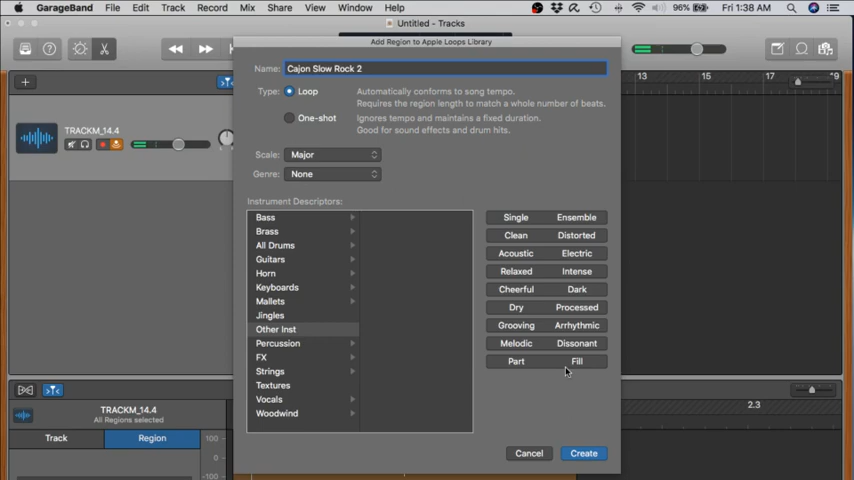 GarageBand File Edit Track Record Mix Share View Window Help 96% Fri 1:38 AM
Untitled - Tracks
Add Region to Apple Loops Library
Name: Cajon Slow Rock 2
Type: Loop Automatically conforms to song tempo.
Requires the region length to match a whole number of beats.
One-shot Ignores tempo and maintains a fixed duration.
Good for sound effects and drum hits.
Scale: Major
Genre: None
Instrument Descriptors:
Bass
Brass
All Drums
Guitars
Horn
Keyboards
Mallets
Jingles
Other Inst
Percussion
FX
Strings
Textures
Vocals
Woodwind
Single Ensemble
Clean Distorted
Acoustic Electric
Relaxed Intense
Cheerful Dark
Dry Processed
Grooving Arrhythmic
Melodic Dissonant
Part Fill
Cancel Create
13 15 17
TRACKM_14.4
TRACKM_14.4
All Regions selected
Track Region
100
0
-100
2.3